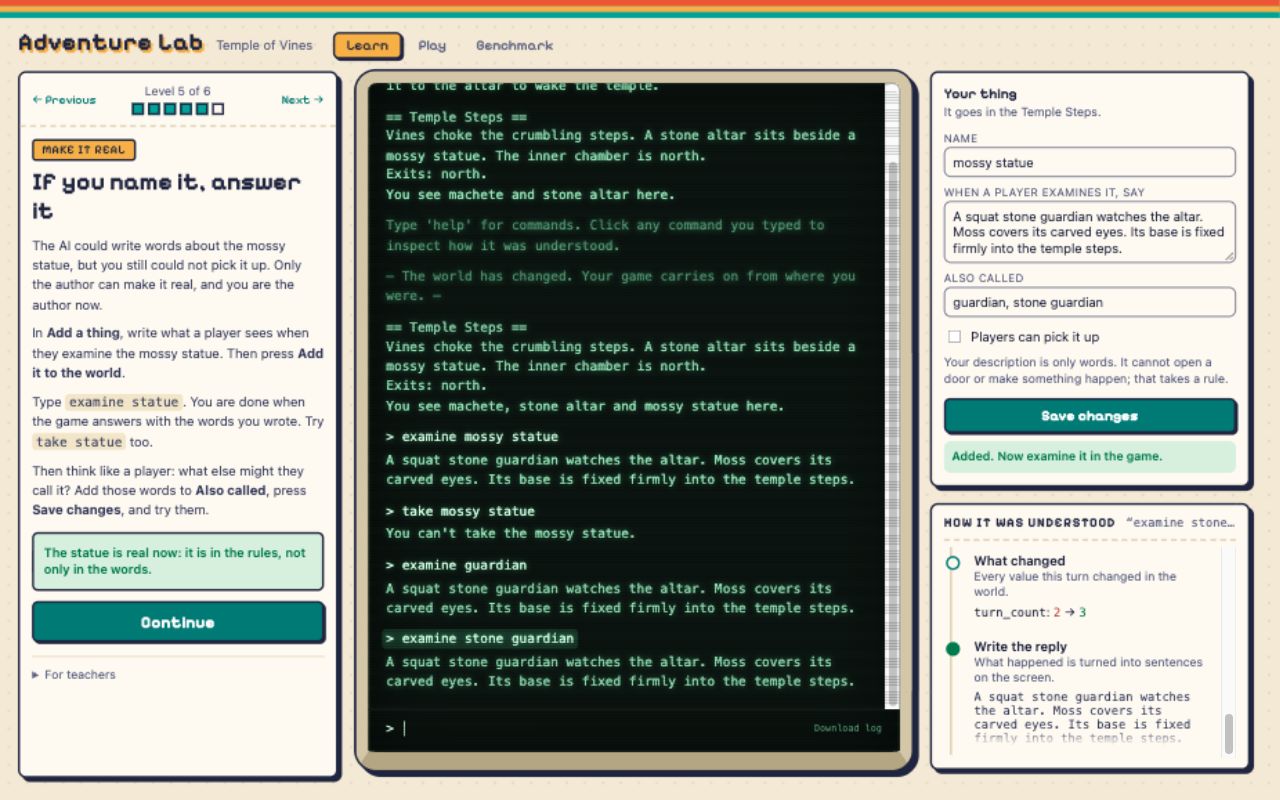 Adventure Lab
Temple of Vines
Learn
Play
Benchmark
← Previous
Level 5 of 6
Next →
MAKE IT REAL
If you name it, answer
it
The AI could write words about the mossy
statue, but you still could not pick it up. Only
the author can make it real, and you are the
author now.
In Add a thing, write what a player sees when
they examine the mossy statue. Then press Add
it to the world.
Type examine statue. You are done when
the game answers with the words you wrote. Try
take statue too.
Then think like a player: what else might they
call it? Add those words to Also called, press
Save changes, and try them.
The statue is real now: it is in the rules, not
only in the words.
Continue
▶ For teachers
it to the altar to wake the temple.
== Temple Steps ==
Vines choke the crumbling steps. A stone altar sits beside a
mossy statue. The inner chamber is north.
Exits: north.
You see machete and stone altar here.
Type 'help' for commands. Click any command you typed to
inspect how it was understood.
— The world has changed. Your game carries on from where you
were. —
== Temple Steps ==
Vines choke the crumbling steps. A stone altar sits beside a
mossy statue. The inner chamber is north.
Exits: north.
You see machete, stone altar and mossy statue here.
> examine mossy statue
A squat stone guardian watches the altar. Moss covers its
carved eyes. Its base is fixed firmly into the temple steps.
> take mossy statue
You can't take the mossy statue.
> examine guardian
A squat stone guardian watches the altar. Moss covers its
carved eyes. Its base is fixed firmly into the temple steps.
> examine stone guardian
A squat stone guardian watches the altar. Moss covers its
carved eyes. Its base is fixed firmly into the temple steps.
>
Download log
Your thing
It goes in the Temple Steps.
NAME
mossy statue
WHEN A PLAYER EXAMINES IT, SAY
A squat stone guardian watches the altar.
Moss covers its carved eyes. Its base is fixed
firmly into the temple steps.
ALSO CALLED
guardian, stone guardian
Players can pick it up
Your description is only words. It cannot open a
door or make something happen; that takes a rule.
Save changes
Added. Now examine it in the game.
HOW IT WAS UNDERSTOOD
“examine stone…
What changed
Every value this turn changed in the
world.
turn_count: 2 → 3
Write the reply
What happened is turned into sentences
on the screen.
A squat stone guardian watches
the altar. Moss covers its
carved eyes. Its base is fixed
firmly into the temple steps.